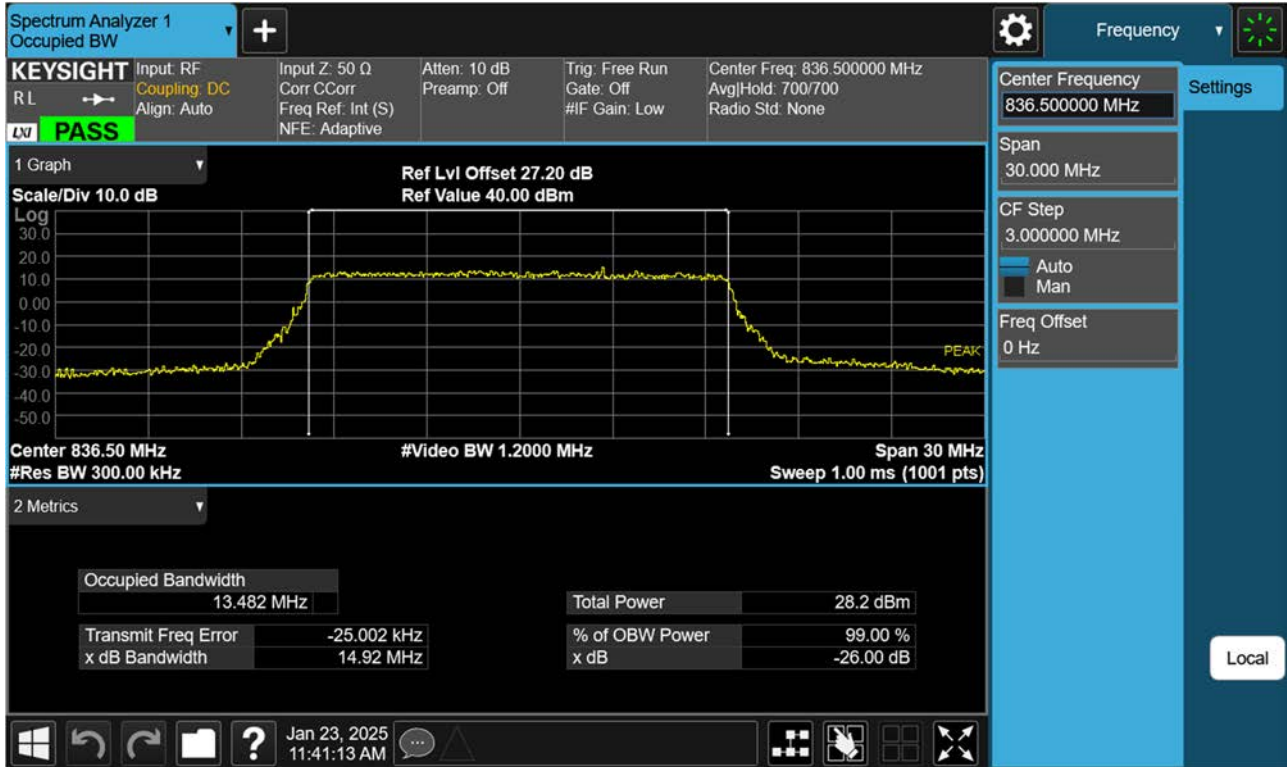 Spectrum Analyzer 1
Occupied BW
Frequency
KEYSIGHT
RL
LXI
PASS
Input: RF
Coupling: DC
Align: Auto
Input Z: 50 Ω
Corr CCorr
Freq Ref: Int (S)
NFE: Adaptive
Atten: 10 dB
Preamp: Off
Trig: Free Run
Gate: Off
#IF Gain: Low
Center Freq: 836.500000 MHz
Avg|Hold: 700/700
Radio Std: None
Center Frequency
836.500000 MHz
Settings
Span
30.000 MHz
CF Step
3.000000 MHz
Auto
Man
Freq Offset
0 Hz
1 Graph
Scale/Div 10.0 dB
Ref Lvl Offset 27.20 dB
Ref Value 40.00 dBm
Log
30.0
20.0
10.0
0.00
-10.0
-20.0
-30.0
-40.0
-50.0
PEAK
Center 836.50 MHz
#Video BW 1.2000 MHz
Span 30 MHz
#Res BW 300.00 kHz
Sweep 1.00 ms (1001 pts)
2 Metrics
Occupied Bandwidth
13.482 MHz
Total Power 28.2 dBm
Transmit Freq Error -25.002 kHz
% of OBW Power 99.00 %
x dB Bandwidth 14.92 MHz
x dB -26.00 dB
Local
?
Jan 23, 2025
11:41:13 AM